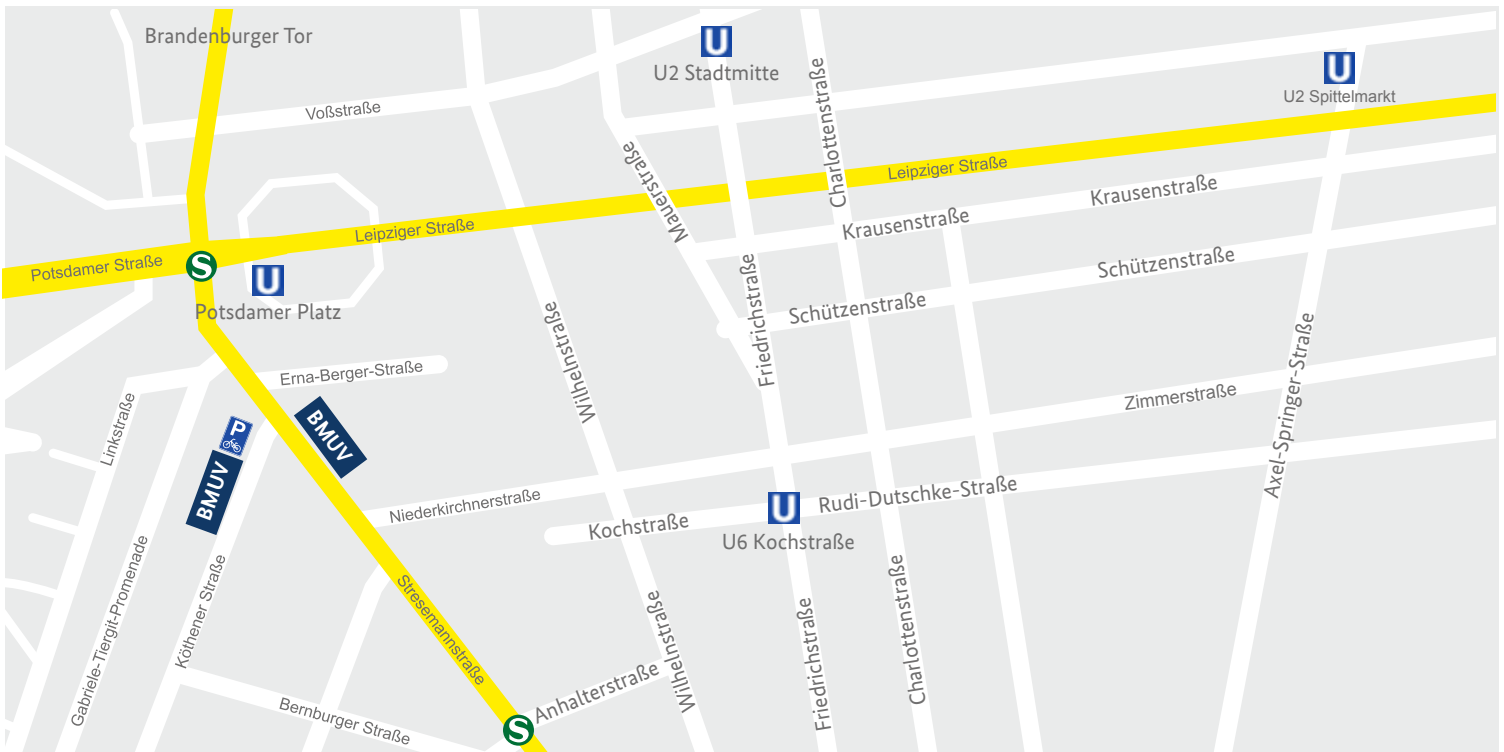 Brandenburger Tor
U
U2 Stadtmitte
U
U2 Spittelmarkt
Voßstraße
Charlottenstraße
Mauerstraße
Leipziger Straße
Krausenstraße
Krausenstraße
Leipziger Straße
Potsdamer Straße
S
U
Potsdamer Platz
Schützenstraße
Schützenstraße
Friedrichstraße
Wilhelnstraße
Erna-Berger-Straße
Axel-Springer-Straße
Zimmerstraße
Linkstraße
P
BMUV
BMUV
Niederkirchnerstraße
Kochstraße
U
Rudi-Dutschke-Straße
U6 Kochstraße
Gabriele-Tiergit-Promenade
Köthener Straße
Stresemannstraße
Wilhelnstraße
Friedrichstraße
Charlottenstraße
Anhalterstraße
Bernburger Straße
S